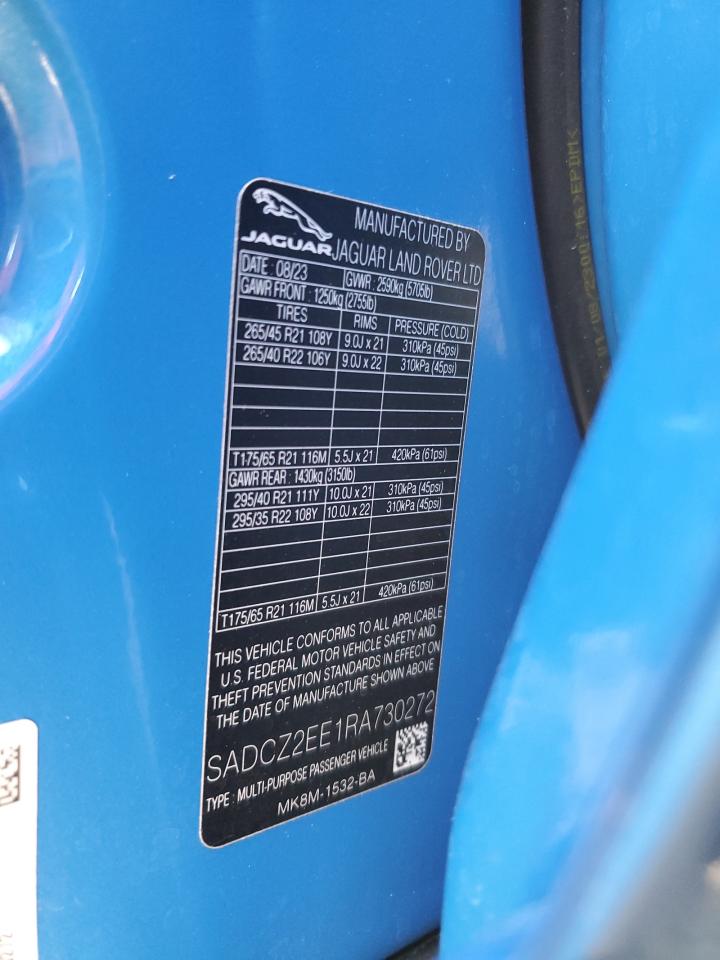 JAGUAR
MANUFACTURED BY
JAGUAR LAND ROVER LTD
DATE : 08/23 GVWR : 2590kg (5705lb)
GAWR FRONT : 1250kg (2755lb)
TIRES RIMS PRESSURE (COLD)
265/45 R21 108Y 9.0J x 21 310kPa (45psi)
265/40 R22 106Y 9.0J x 22 310kPa (45psi)
T175/65 R21 116M 5.5J x 21 420kPa (61psi)
GAWR REAR : 1430kg (3150lb)
295/40 R21 111Y 10.0J x 21 310kPa (45psi)
295/35 R22 108Y 10.0J x 22 310kPa (45psi)
T175/65 R21 116M 5.5J x 21 420kPa (61psi)
THIS VEHICLE CONFORMS TO ALL APPLICABLE
U.S. FEDERAL MOTOR VEHICLE SAFETY AND
THEFT PREVENTION STANDARDS IN EFFECT ON
THE DATE OF MANUFACTURE SHOWN ABOVE
SADCZ2EE1RA730272
TYPE : MULTI-PURPOSE PASSENGER VEHICLE
MK8M-1532-BA
>EPDM<